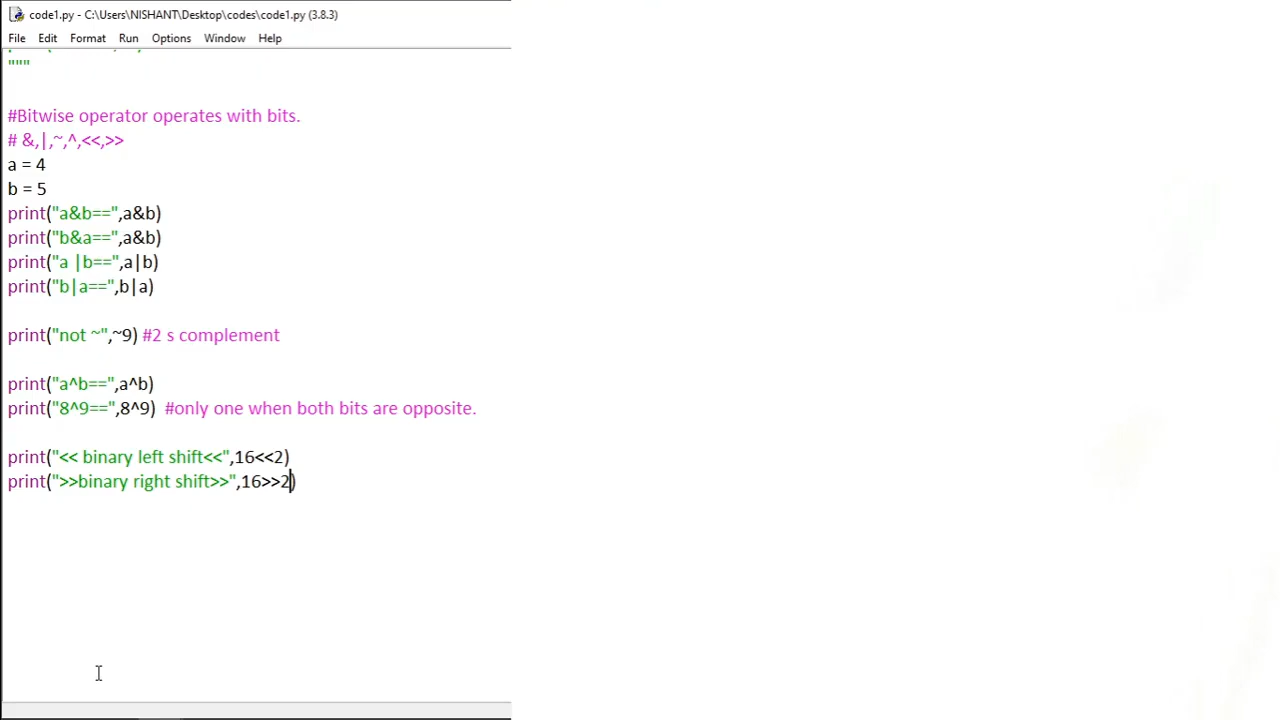 code1.py - C:\Users\NISHANT\Desktop\codes\code1.py (3.8.3)
File Edit Format Run Options Window Help
"""
#Bitwise operator operates with bits.
# &,|,~,^,<<,>>
a = 4
b = 5
print("a&b==",a&b)
print("b&a==",a&b)
print("a |b==",a|b)
print("b|a==",b|a)
print("not ~",~9) #2 s complement
print("a^b==",a^b)
print("8^9==",8^9)  #only one when both bits are opposite.
print("<< binary left shift<<",16<<2)
print(">>binary right shift>>",16>>2)